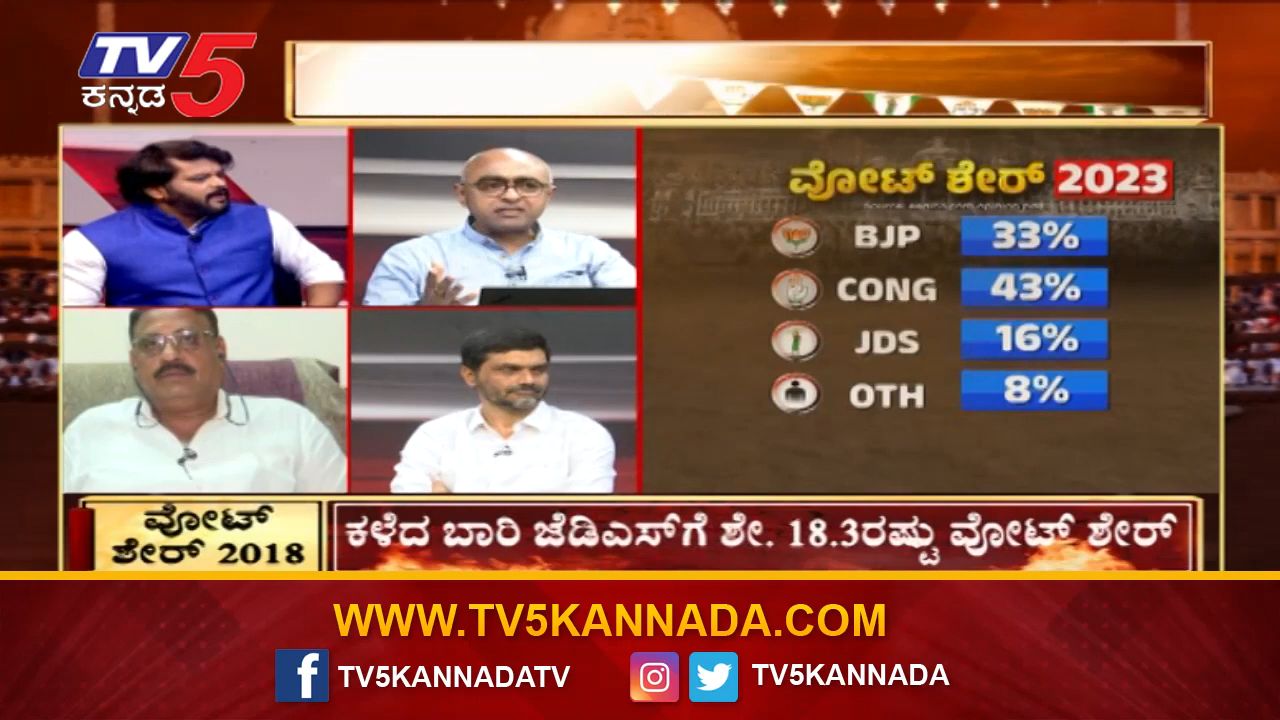 TV5
ಕನ್ನಡ
ವೋಟ್ ಶೇರ್ 2023
BJP 33%
CONG 43%
JDS 16%
OTH 8%
ವೋಟ್
ಶೇರ್ 2018
ಕಳೆದ ಬಾರಿ ಜೆಡಿಎಸ್‌ಗೆ ಶೇ. 18.3ರಷ್ಟು ವೋಟ್ ಶೇರ್
WWW.TV5KANNADA.COM
TV5KANNADATV
TV5KANNADA